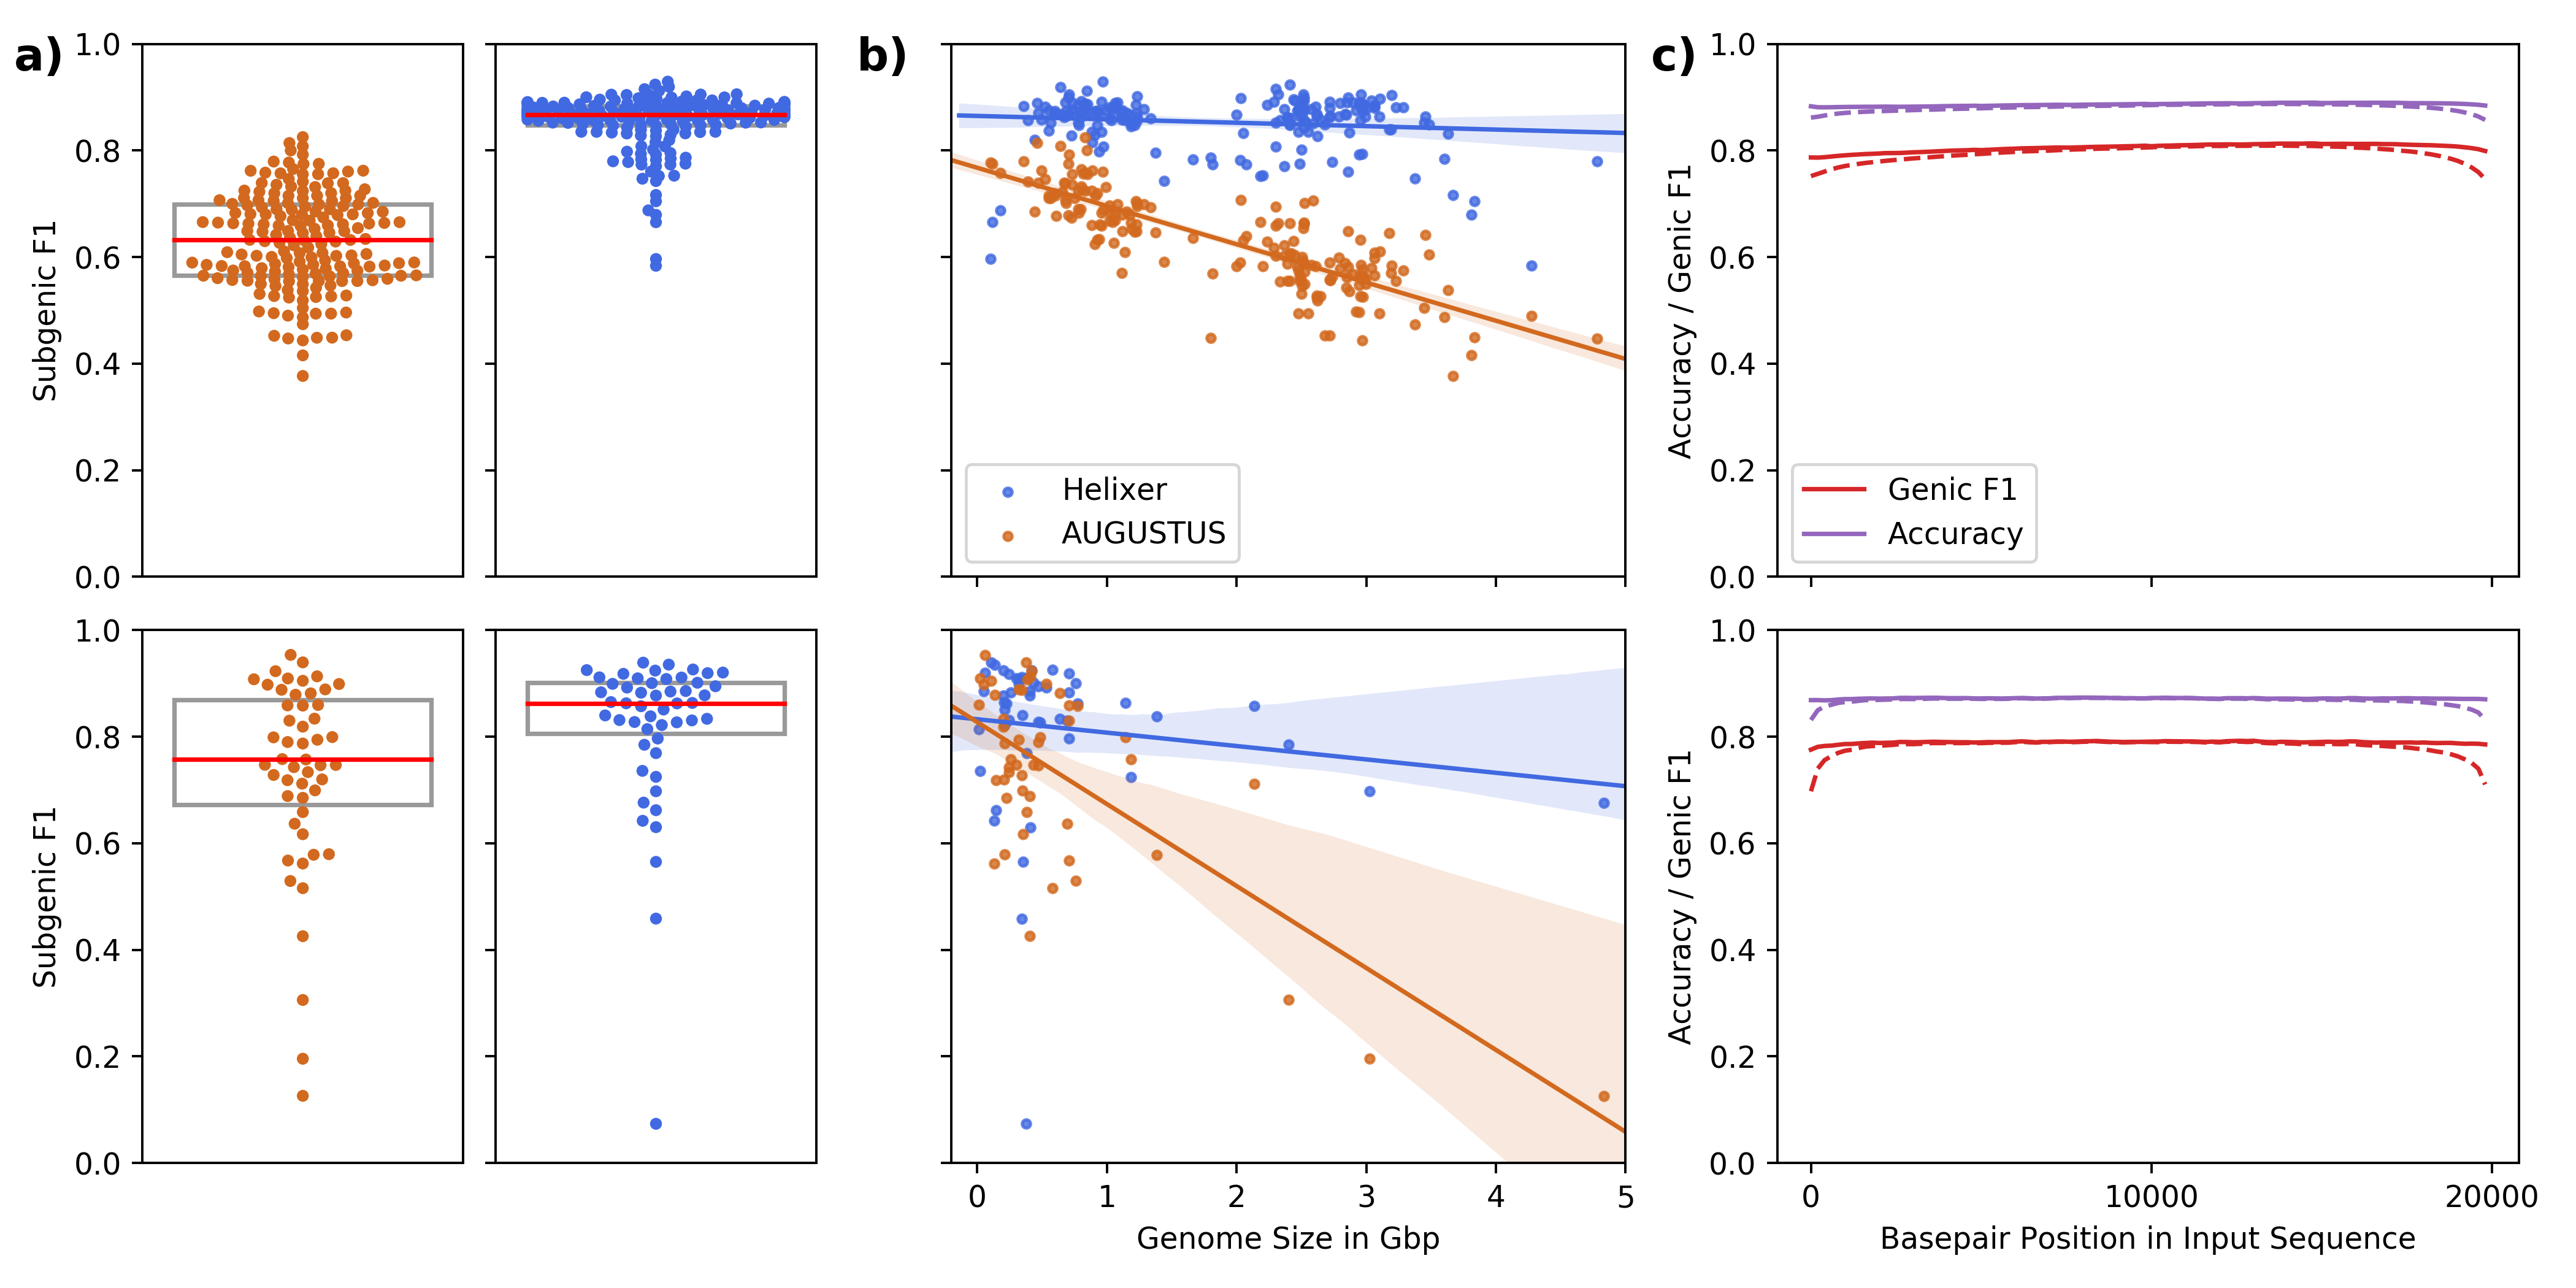 a)
b)
c)
1.0
0.8
0.6
0.4
0.2
0.0
Subgenic F1
Helixer
AUGUSTUS
1.0
0.8
0.6
0.4
0.2
0.0
Accuracy / Genic F1
Genic F1
Accuracy
1.0
0.8
0.6
0.4
0.2
0.0
Subgenic F1
0 1 2 3 4 5
Genome Size in Gbp
1.0
0.8
0.6
0.4
0.2
0.0
Accuracy / Genic F1
0 10000 20000
Basepair Position in Input Sequence